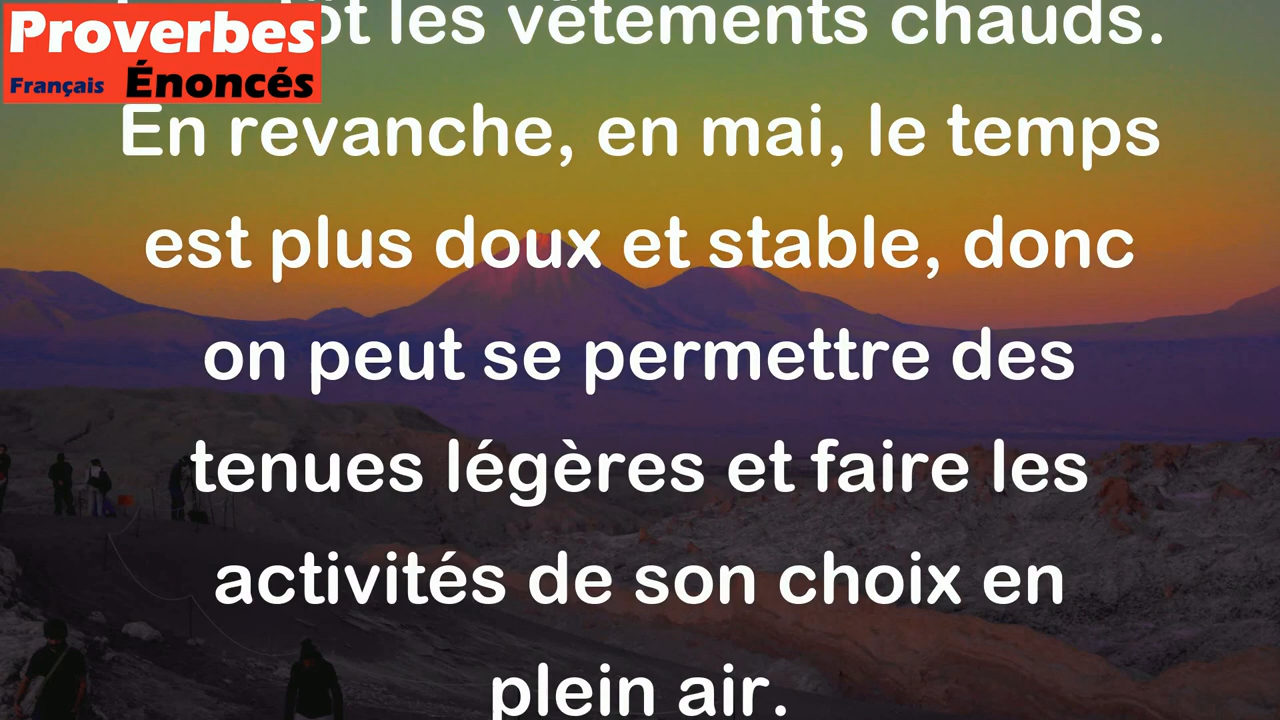 Proverbes
Français Énoncés
les vêtements chauds.
En revanche, en mai, le temps
est plus doux et stable, donc
on peut se permettre des
tenues légères et faire les
activités de son choix en
plein air.